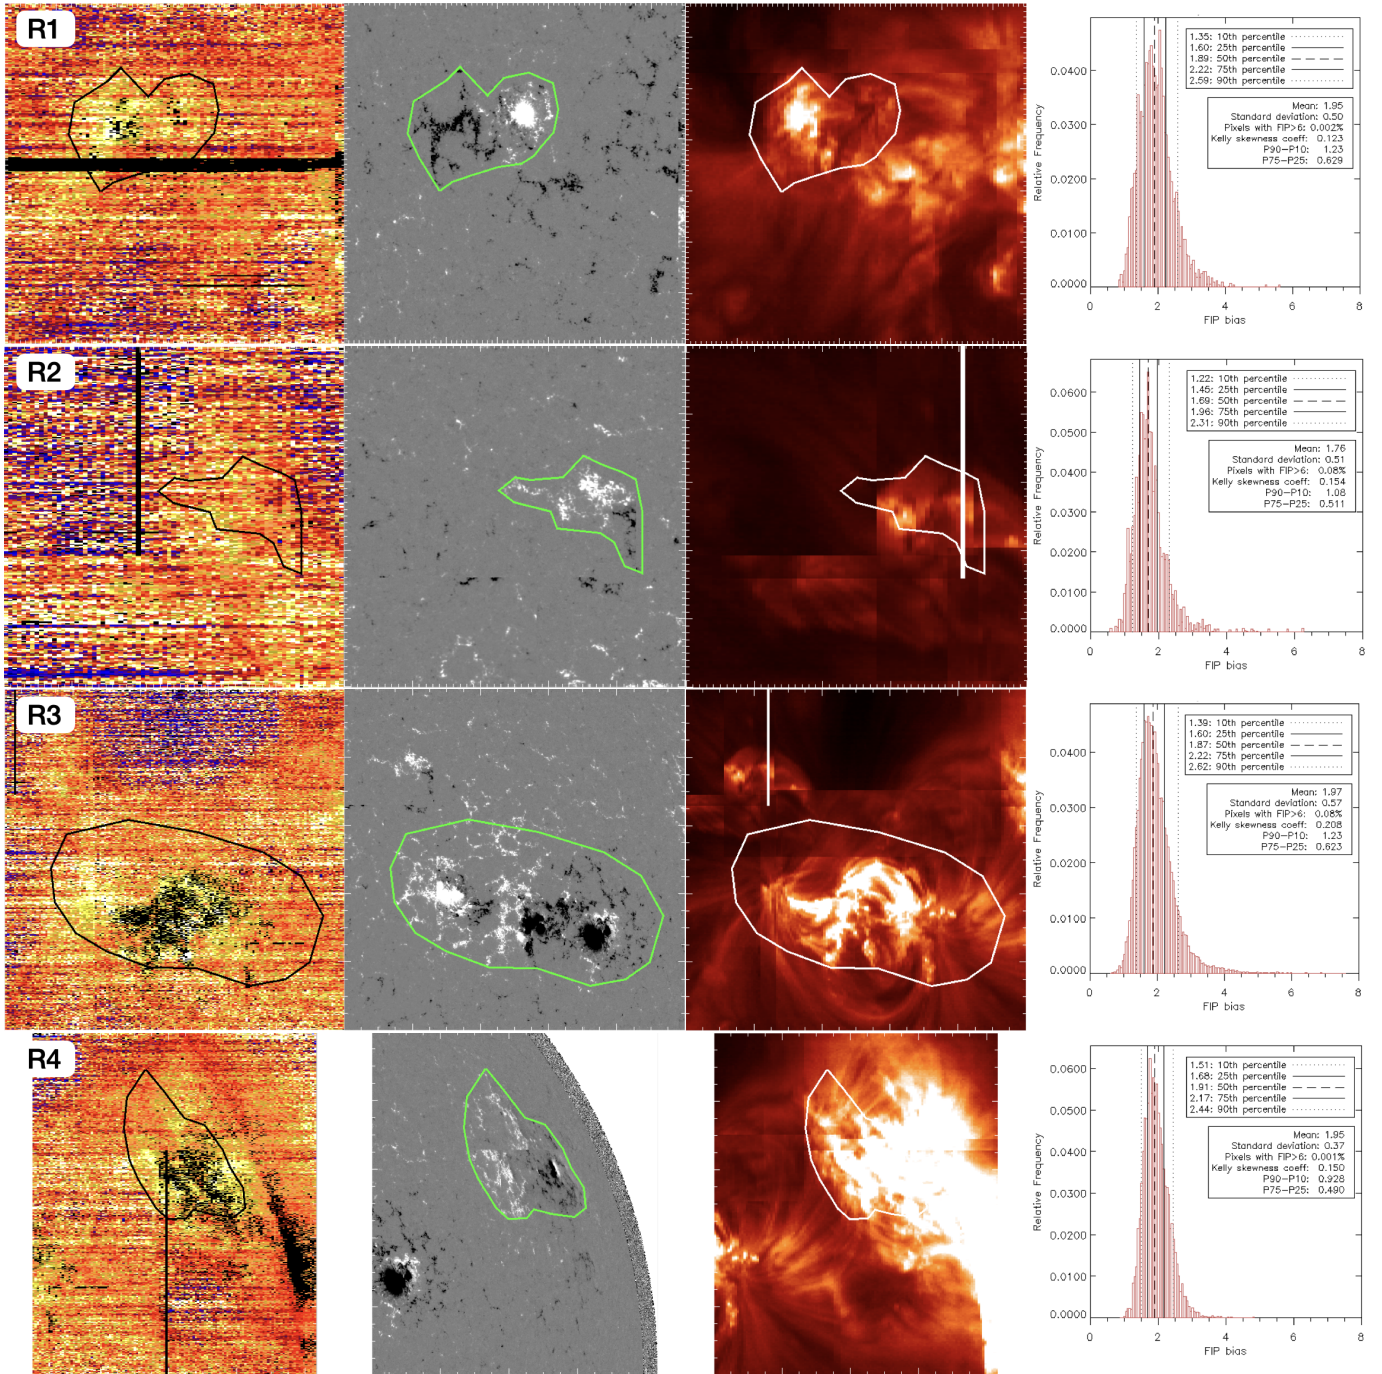 R1
1.35: 10th percentile
1.60: 25th percentile
1.89: 50th percentile
2.22: 75th percentile
2.59: 90th percentile
Mean: 1.95
Standard deviation: 0.50
Pixels with FIP>6: 0.002%
Kelly skewness coeff: 0.123
P90-P10: 1.23
P75-P25: 0.629
Relative Frequency
0.0400
0.0300
0.0200
0.0100
0.0000
0 2 4 6 8
FIP bias
R2
1.22: 10th percentile
1.45: 25th percentile
1.69: 50th percentile
1.96: 75th percentile
2.31: 90th percentile
Mean: 1.76
Standard deviation: 0.51
Pixels with FIP>6: 0.08%
Kelly skewness coeff: 0.154
P90-P10: 1.08
P75-P25: 0.511
Relative Frequency
0.0600
0.0500
0.0400
0.0300
0.0200
0.0100
0.0000
0 2 4 6 8
FIP bias
R3
1.39: 10th percentile
1.60: 25th percentile
1.87: 50th percentile
2.22: 75th percentile
2.62: 90th percentile
Mean: 1.97
Standard deviation: 0.57
Pixels with FIP>6: 0.08%
Kelly skewness coeff: 0.208
P90-P10: 1.23
P75-P25: 0.623
Relative Frequency
0.0400
0.0300
0.0200
0.0100
0.0000
0 2 4 6 8
FIP bias
R4
1.51: 10th percentile
1.68: 25th percentile
1.91: 50th percentile
2.17: 75th percentile
2.44: 90th percentile
Mean: 1.95
Standard deviation: 0.37
Pixels with FIP>6: 0.001%
Kelly skewness coeff: 0.150
P90-P10: 0.928
P75-P25: 0.490
Relative Frequency
0.0600
0.0500
0.0400
0.0300
0.0200
0.0100
0.0000
0 2 4 6 8
FIP bias